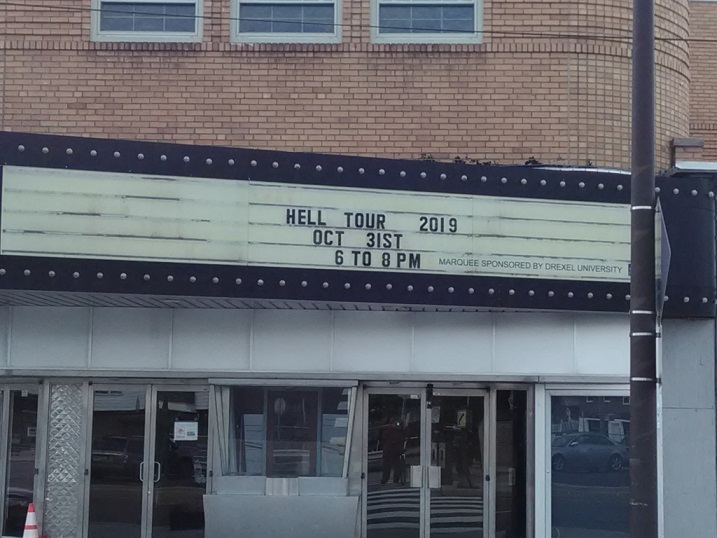 HELL TOUR 2019
OCT 31ST
6 TO 8 PM
MARQUEE SPONSORED BY DREXEL UNIVERSITY